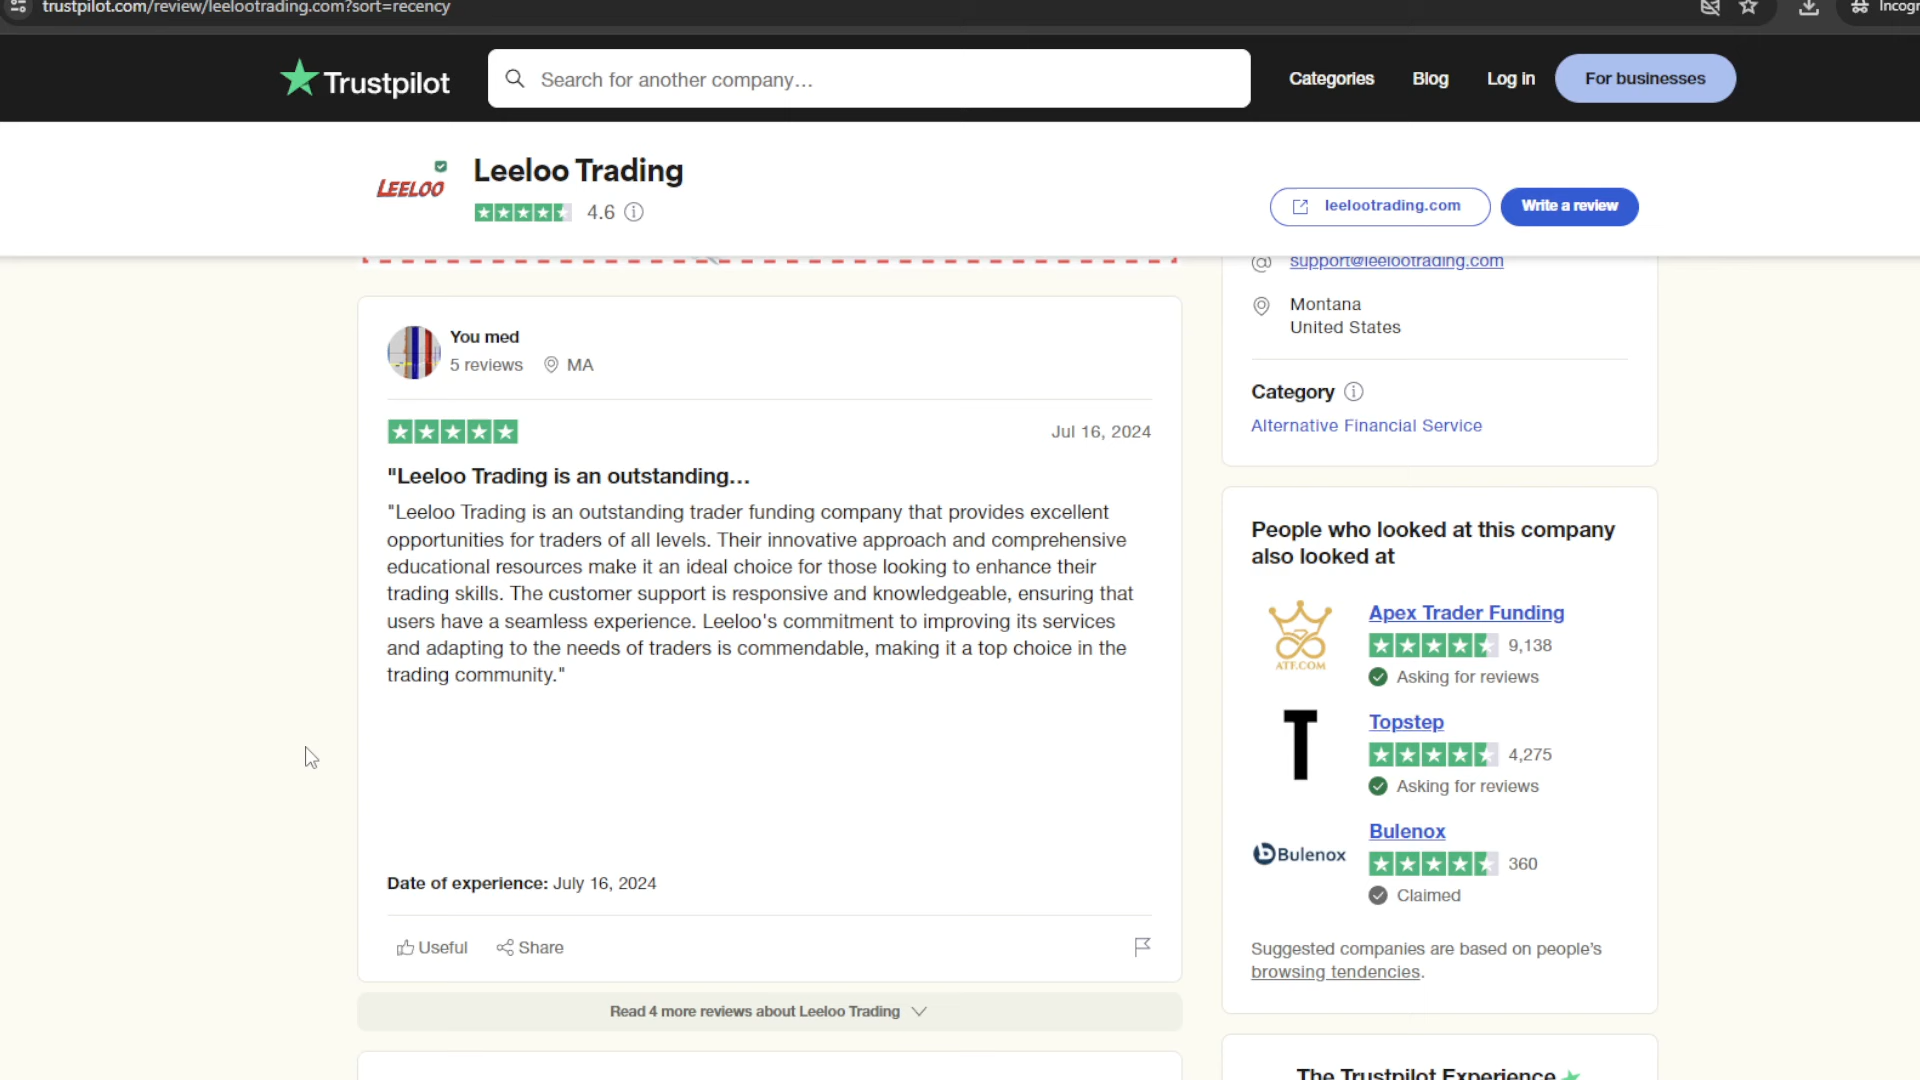 trustpilot.com/review/leelootrading.com?sort=recency
Incogn
Trustpilot
Search for another company...
Categories
Blog
Log in
For businesses
LEELOO
Leeloo Trading
4.6
leelootrading.com
Write a review
You med
5 reviews MA
Jul 16, 2024
"Leeloo Trading is an outstanding...
"Leeloo Trading is an outstanding trader funding company that provides excellent
opportunities for traders of all levels. Their innovative approach and comprehensive
educational resources make it an ideal choice for those looking to enhance their
trading skills. The customer support is responsive and knowledgeable, ensuring that
users have a seamless experience. Leeloo's commitment to improving its services
and adapting to the needs of traders is commendable, making it a top choice in the
trading community."
Date of experience: July 16, 2024
Useful
Share
Read 4 more reviews about Leeloo Trading
support@leelootrading.com
Montana
United States
Category
Alternative Financial Service
People who looked at this company
also looked at
ATF.COM
Apex Trader Funding
9,138
Asking for reviews
T
Topstep
4,275
Asking for reviews
Bulenox
Bulenox
360
Claimed
Suggested companies are based on people's
browsing tendencies.
The Trustpilot Experience